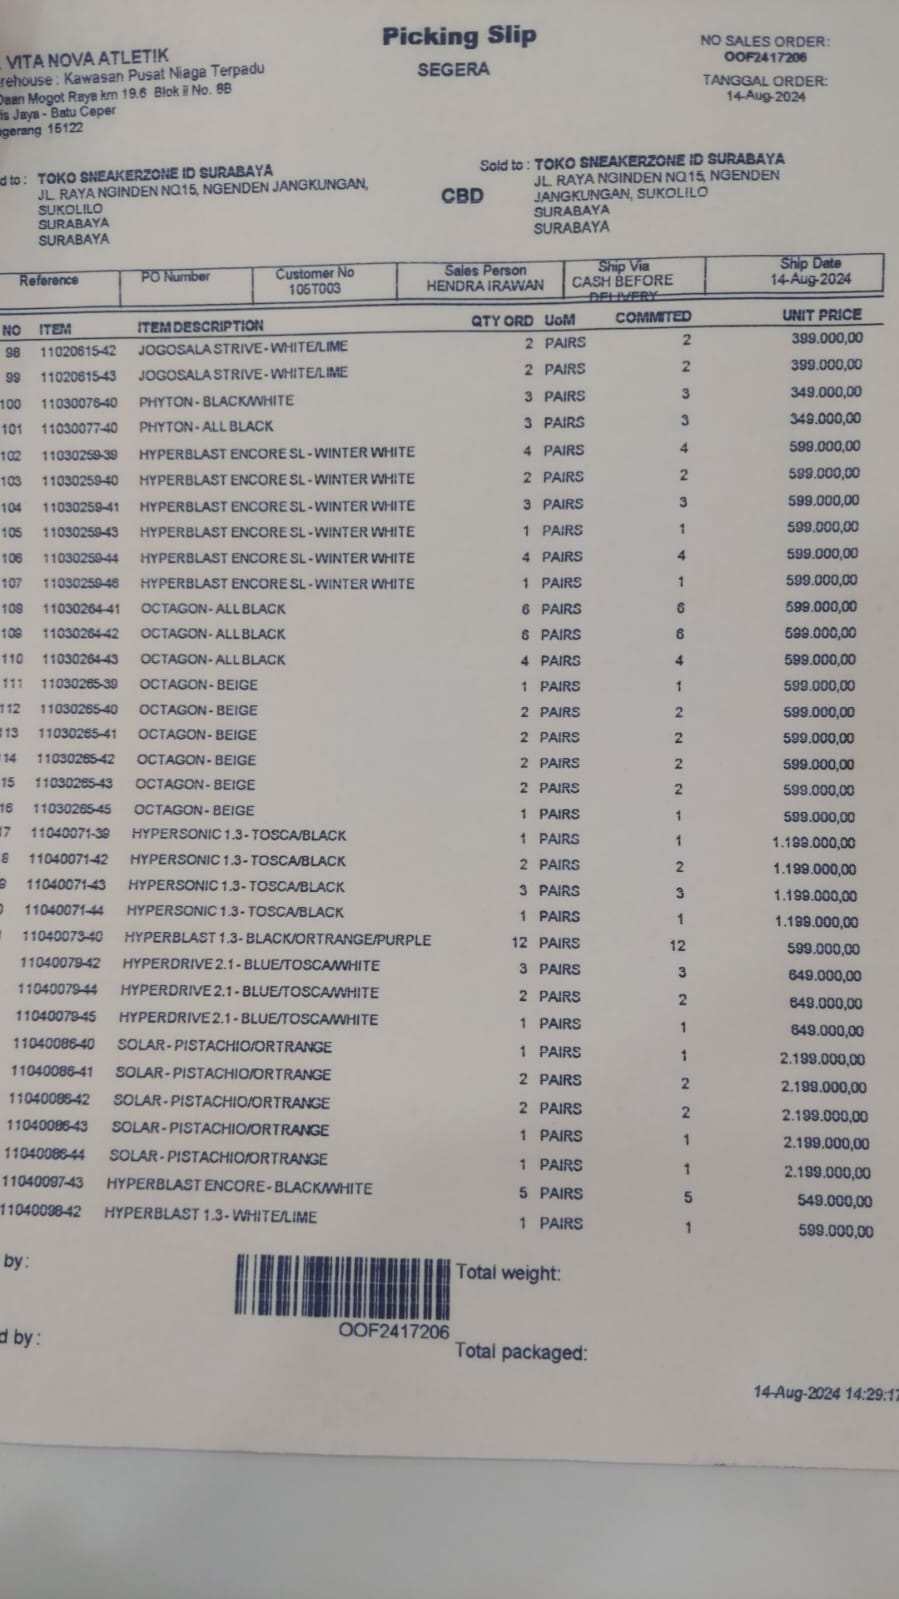 Picking Slip
SEGERA
NO SALES ORDER:
OOF2417206
TANGGAL ORDER:
14-Aug-2024
VITA NOVA ATLETIK
rehouse : Kawasan Pusat Niaga Terpadu
Daan Mogot Raya km 19.6 Blok ii No. 8B
is Jaya - Batu Ceper
ngerang 15122
d to : TOKO SNEAKERZONE ID SURABAYA
JL. RAYA NGINDEN NO.15, NGENDEN JANGKUNGAN,
SUKOLILO
SURABAYA
SURABAYA
CBD
Sold to : TOKO SNEAKERZONE ID SURABAYA
JL. RAYA NGINDEN NO.15, NGENDEN
JANGKUNGAN, SUKOLILO
SURABAYA
SURABAYA
Reference PO Number Customer No Sales Person Ship Via Ship Date
105T003 HENDRA IRAWAN CASH BEFORE DELIVERY 14-Aug-2024
NO ITEM ITEM DESCRIPTION QTY ORD UoM COMMITED UNIT PRICE
98 11020615-42 JOGOSALA STRIVE - WHITE/LIME 2 PAIRS 2 399.000,00
99 11020615-43 JOGOSALA STRIVE - WHITE/LIME 2 PAIRS 2 399.000,00
100 11030076-40 PHYTON - BLACK/WHITE 3 PAIRS 3 349.000,00
101 11030077-40 PHYTON - ALL BLACK 3 PAIRS 3 349.000,00
102 11030259-39 HYPERBLAST ENCORE SL - WINTER WHITE 4 PAIRS 4 599.000,00
103 11030259-40 HYPERBLAST ENCORE SL - WINTER WHITE 2 PAIRS 2 599.000,00
104 11030259-41 HYPERBLAST ENCORE SL - WINTER WHITE 3 PAIRS 3 599.000,00
105 11030259-43 HYPERBLAST ENCORE SL - WINTER WHITE 1 PAIRS 1 599.000,00
106 11030259-44 HYPERBLAST ENCORE SL - WINTER WHITE 4 PAIRS 4 599.000,00
107 11030259-46 HYPERBLAST ENCORE SL - WINTER WHITE 1 PAIRS 1 599.000,00
108 11030264-41 OCTAGON - ALL BLACK 6 PAIRS 6 599.000,00
109 11030264-42 OCTAGON - ALL BLACK 6 PAIRS 6 599.000,00
110 11030264-43 OCTAGON - ALL BLACK 4 PAIRS 4 599.000,00
111 11030265-39 OCTAGON - BEIGE 1 PAIRS 1 599.000,00
112 11030265-40 OCTAGON - BEIGE 2 PAIRS 2 599.000,00
13 11030265-41 OCTAGON - BEIGE 2 PAIRS 2 599.000,00
14 11030265-42 OCTAGON - BEIGE 2 PAIRS 2 599.000,00
15 11030265-43 OCTAGON - BEIGE 2 PAIRS 2 599.000,00
16 11030265-45 OCTAGON - BEIGE 1 PAIRS 1 599.000,00
7 11040071-39 HYPERSONIC 1.3 - TOSCA/BLACK 1 PAIRS 1 1.199.000,00
8 11040071-42 HYPERSONIC 1.3 - TOSCA/BLACK 2 PAIRS 2 1.199.000,00
9 11040071-43 HYPERSONIC 1.3 - TOSCA/BLACK 3 PAIRS 3 1.199.000,00
11040071-44 HYPERSONIC 1.3 - TOSCA/BLACK 1 PAIRS 1 1.199.000,00
11040073-40 HYPERBLAST 1.3 - BLACK/ORTRANGE/PURPLE 12 PAIRS 12 599.000,00
11040079-42 HYPERDRIVE 2.1 - BLUE/TOSCA/WHITE 3 PAIRS 3 649.000,00
11040079-44 HYPERDRIVE 2.1 - BLUE/TOSCA/WHITE 2 PAIRS 2 649.000,00
11040079-45 HYPERDRIVE 2.1 - BLUE/TOSCA/WHITE 1 PAIRS 1 649.000,00
11040086-40 SOLAR - PISTACHIO/ORTRANGE 1 PAIRS 1 2.199.000,00
11040086-41 SOLAR - PISTACHIO/ORTRANGE 2 PAIRS 2 2.199.000,00
11040086-42 SOLAR - PISTACHIO/ORTRANGE 2 PAIRS 2 2.199.000,00
11040086-43 SOLAR - PISTACHIO/ORTRANGE 1 PAIRS 1 2.199.000,00
11040086-44 SOLAR - PISTACHIO/ORTRANGE 1 PAIRS 1 2.199.000,00
11040097-43 HYPERBLAST ENCORE - BLACK/WHITE 5 PAIRS 5 549.000,00
11040098-42 HYPERBLAST 1.3 - WHITE/LIME 1 PAIRS 1 599.000,00
by :
OOF2417206
Total weight:
d by :
Total packaged:
14-Aug-2024 14:29:17